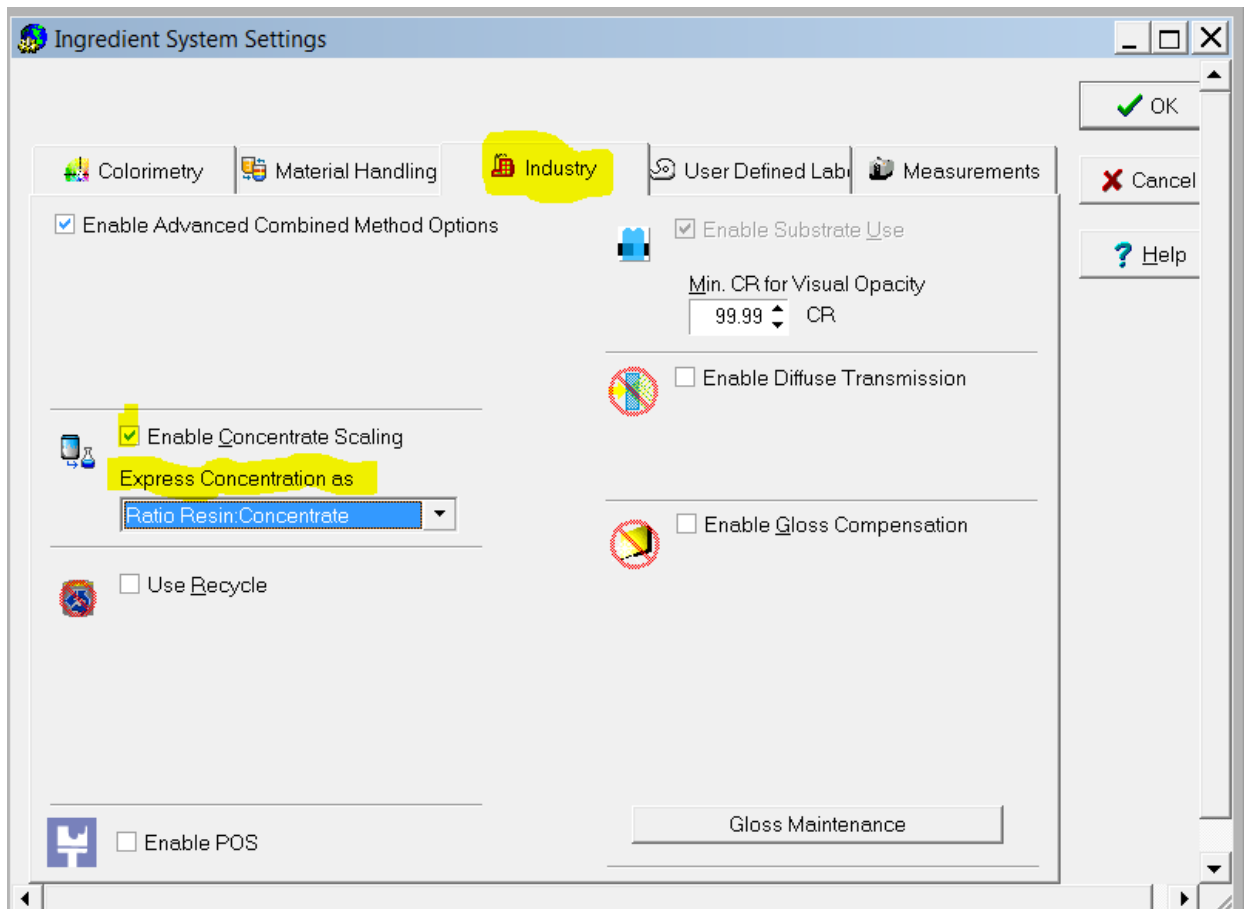 Ingredient System Settings
OK
Colorimetry
Material Handling
Industry
User Defined Lab
Measurements
Cancel
Enable Advanced Combined Method Options
Enable Substrate Use
Help
Min. CR for Visual Opacity
99.99 CR
Enable Diffuse Transmission
Enable Concentrate Scaling
Express Concentration as
Ratio Resin:Concentrate
Enable Gloss Compensation
Use Recycle
Gloss Maintenance
Enable POS